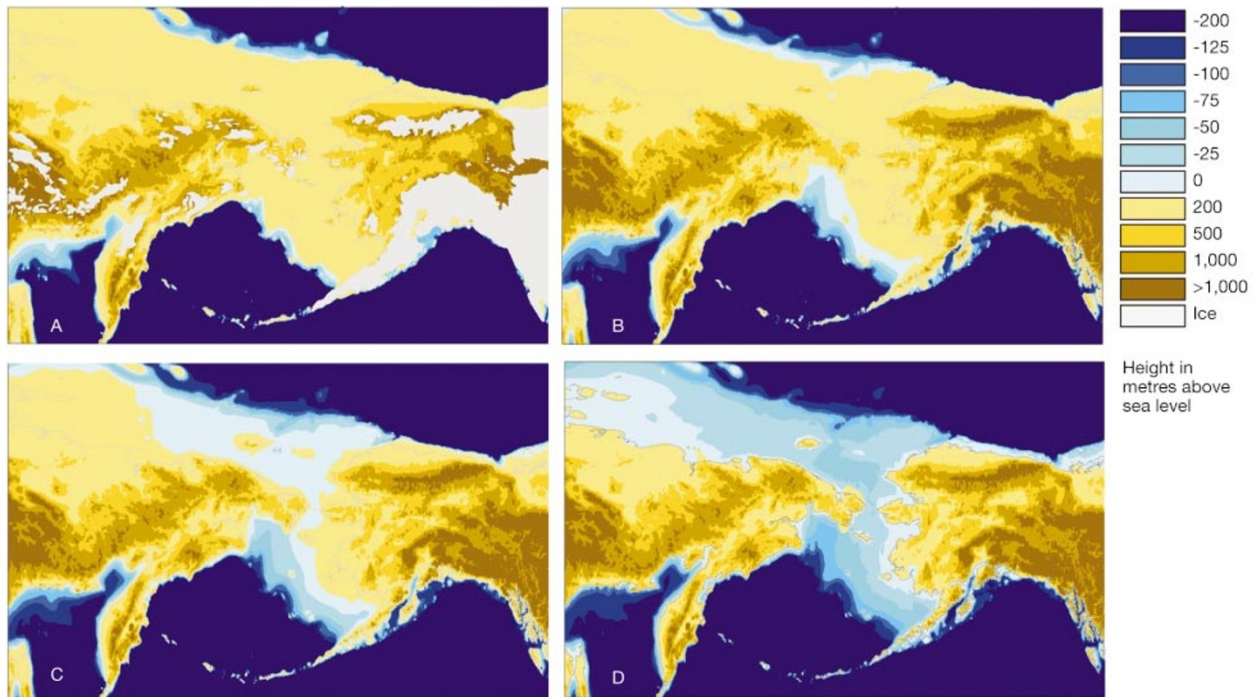 A
B
C
D
-200
-125
-100
-75
-50
-25
0
200
500
1,000
>1,000
Ice
Height in
metres above
sea level